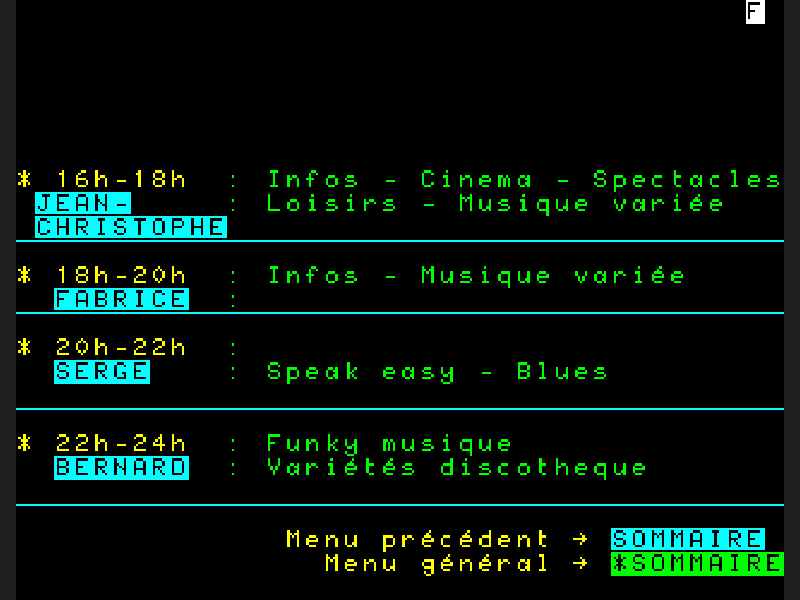 F
* 16h-18h : Infos - Cinema - Spectacles
JEAN- : Loisirs - Musique variée
CHRISTOPHE
* 18h-20h : Infos - Musique variée
FABRICE :
* 20h-22h :
SERGE : Speak easy - Blues
* 22h-24h : Funky musique
BERNARD : Variétés discotheque
Menu précédent → SOMMAIRE
Menu général → *SOMMAIRE